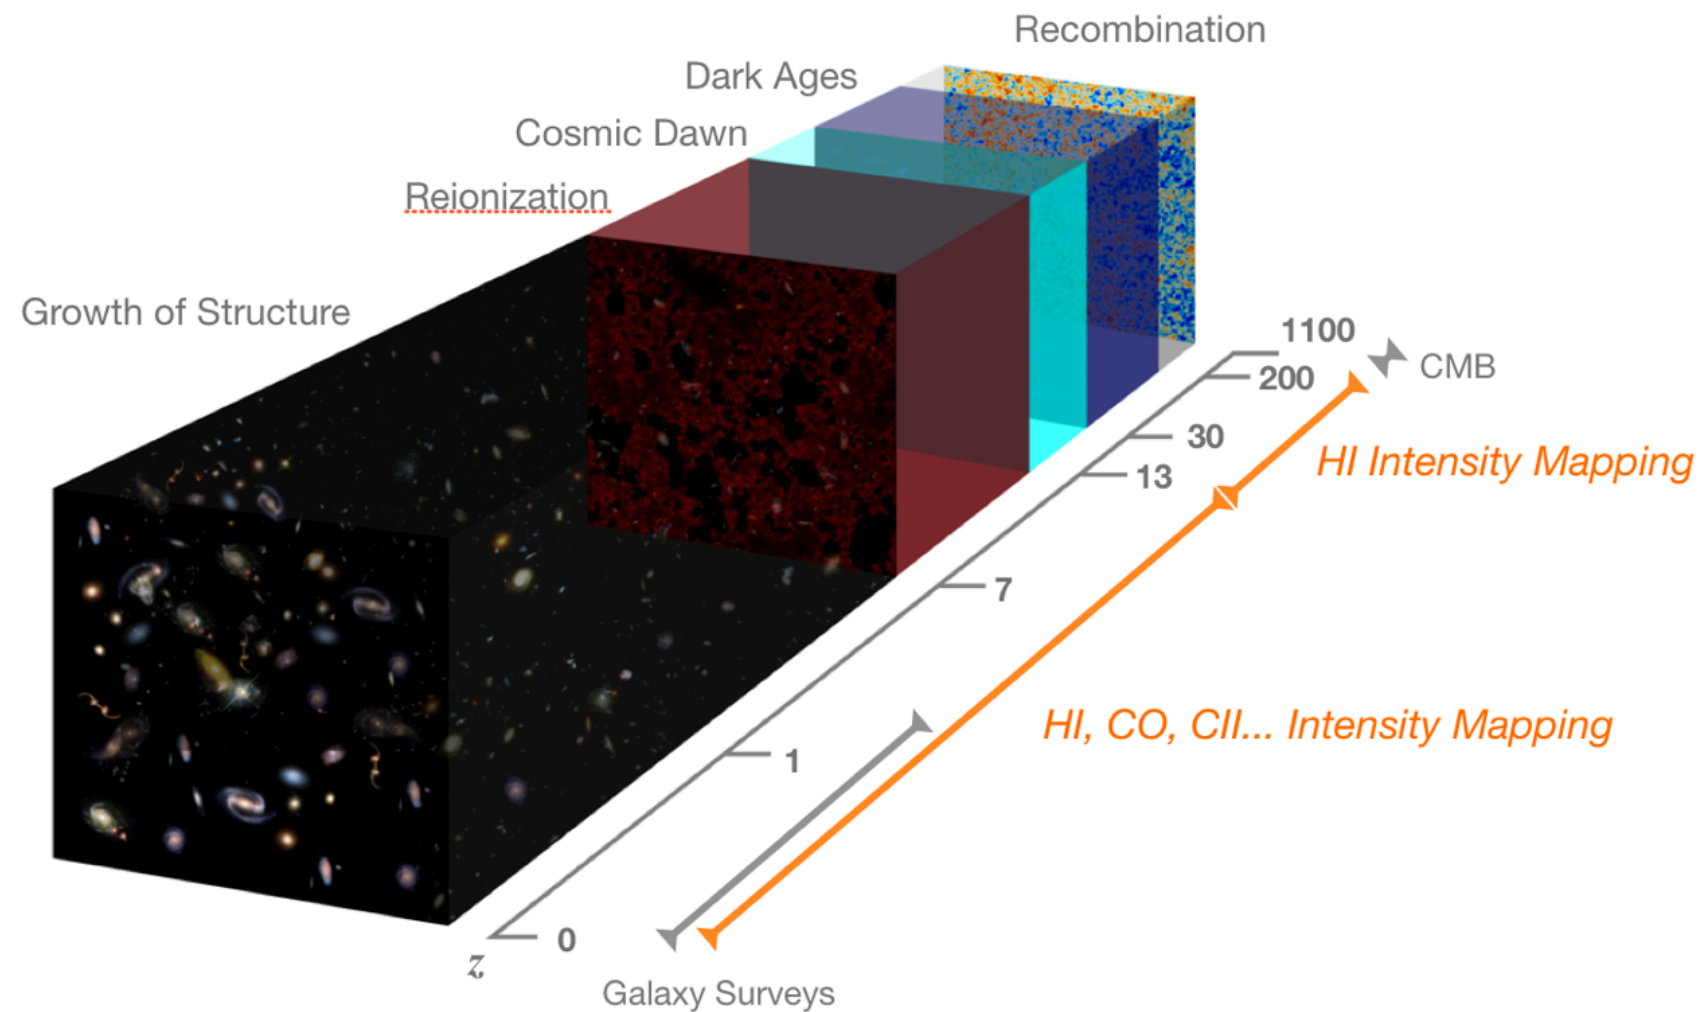 Recombination
Dark Ages
Cosmic Dawn
Reionization
Growth of Structure
1100
CMB
200
30
HI Intensity Mapping
13
7
HI, CO, CII... Intensity Mapping
1
0
z
Galaxy Surveys